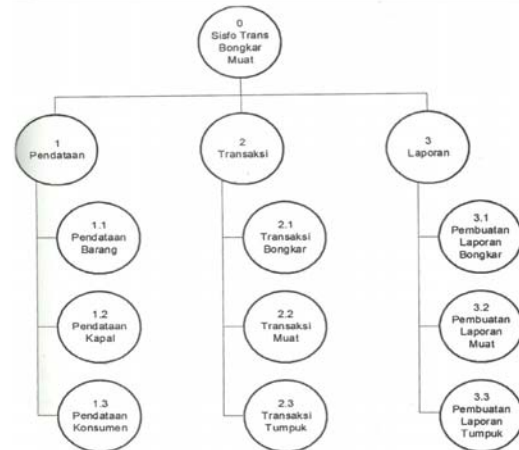 0
Sisfo Trans
Bongkar
Muat
1
Pendataan
2
Transaksi
3
Laporan
1.1
Pendataan
Barang
2.1
Transaksi
Bongkar
3.1
Pembuatan
Laporan
Bongkar
1.2
Pendataan
Kapal
2.2
Transaksi
Muat
3.2
Pembuatan
Laporan
Muat
1.3
Pendataan
Konsumen
2.3
Transaksi
Tumpuk
3.3
Pembuatan
Laporan
Tumpuk